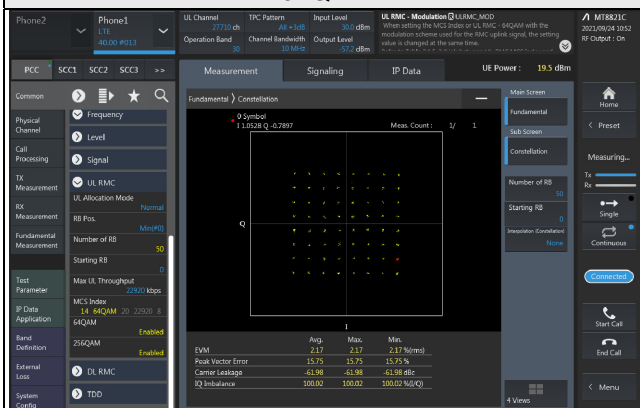 Phone2
Phone1
LTE
40.00 #013
UL Channel
27710 ch
Operation Band
30
TPC Pattern
All +3dB
Channel Bandwidth
10 MHz
Input Level
30.0 dBm
Output Level
-57.2 dBm
UL RMC - Modulation ULRMC_MOD
When setting the MCS Index or UL RMC - 64QAM with the
modulation scheme used for the RMC uplink signal, the setting
value is changed at the same time.
MT8821C
2021/09/24 10:52
RF Output : On
PCC
SCC1
SCC2
SCC3
>>
Measurement
Signaling
IP Data
UE Power : 19.5 dBm
Common
Physical
Channel
Call
Processing
TX
Measurement
RX
Measurement
Fundamental
Measurement
Test
Parameter
IP Data
Application
Band
Definition
External
Loss
System
Config
Frequency
Level
Signal
UL RMC
UL Allocation Mode
Normal
RB Pos.
Min(#0)
Number of RB
50
Starting RB
0
Max UL Throughput
22920 kbps
MCS Index
14 64QAM 20 22920 8
64QAM
Enabled
256QAM
Enabled
DL RMC
TDD
Fundamental
Constellation
0 Symbol
I 1.0528 Q -0.7897
Meas. Count : 1/ 1
Q
I
Avg. Max. Min.
EVM 2.17 2.17 2.17 %(rms)
Peak Vector Error 15.75 15.75 15.75 %
Carrier Leakage -61.98 -61.98 -61.98 dBc
IQ Imbalance 100.02 100.02 100.02 %(I/Q)
Main Screen
Fundamental
Sub Screen
Constellation
Number of RB
50
Starting RB
0
Interpolation (Constellation)
None
4 Views
Home
< Preset
Measuring...
Tx
Rx
Single
Continuous
Connected
Start Call
End Call
< Menu